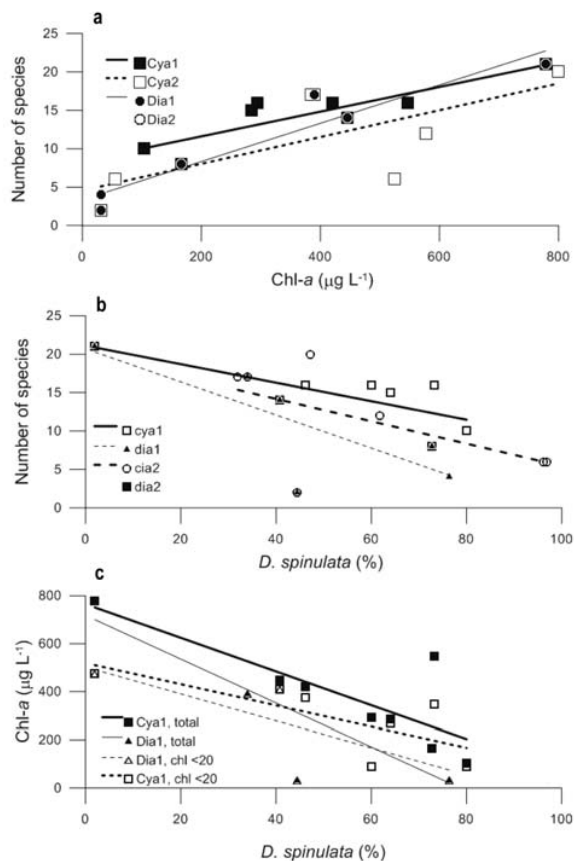 a
25
20
15
10
5
0
Number of species
Cya1
Cya2
Dia1
Dia2
0 200 400 600 800
Chl-a (µg L⁻¹)
b
25
20
15
10
5
0
Number of species
cya1
dia1
cia2
dia2
0 20 40 60 80 100
D. spinulata (%)
c
800
600
400
200
0
Chl-a (µg L⁻¹)
Cya1, total
Dia1, total
Dia1, chl <20
Cya1, chl <20
0 20 40 60 80 100
D. spinulata (%)